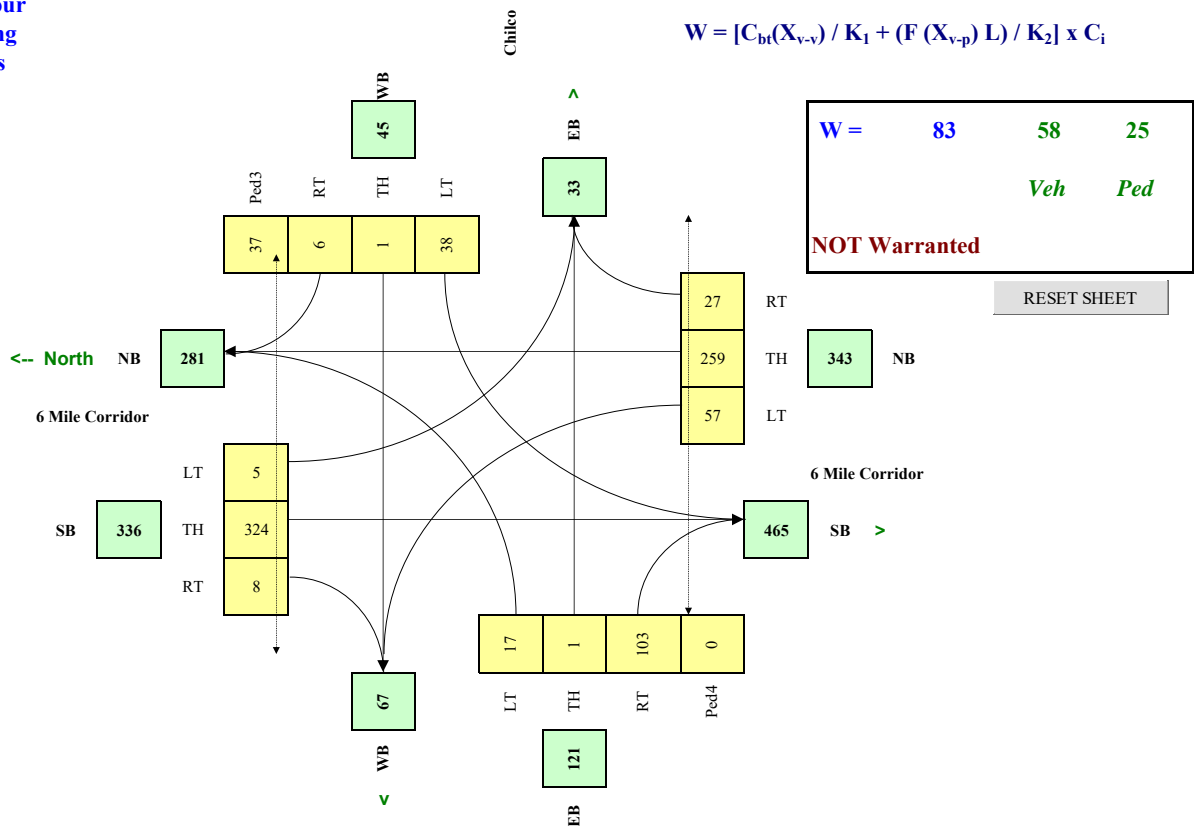 our
ng
s
Chilco
W = [Cbt(Xv-v) / K1 + (F (Xv-p) L) / K2] x Ci
WB
45
^
EB
33
W = 83 58 25
Veh Ped
NOT Warranted
RESET SHEET
Ped3 RT TH LT
37 6 1 38
27 RT
<-- North NB 281
259 TH 343 NB
57 LT
6 Mile Corridor
LT 5
6 Mile Corridor
SB 336 TH 324
465 SB >
RT 8
17 1 103 0
LT TH RT Ped4
67
WB
v
121
EB